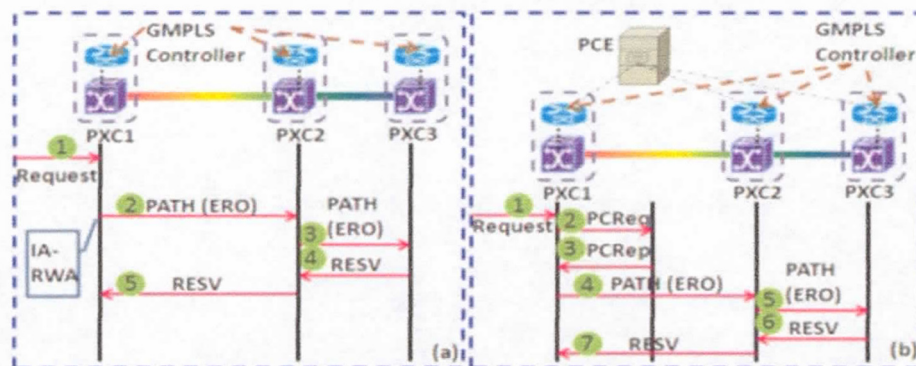 GMPLS
Controller
PXC1
PXC2
PXC3
1
Request
2 PATH (ERO)
IA-
RWA
PATH
3 (ERO)
4 RESV
5 RESV
(a)
PCE
GMPLS
Controller
PXC1
PXC2
PXC3
1
Request
2 PCReq
3 PCRep
4 PATH (ERO)
PATH
5 (ERO)
6 RESV
7 RESV
(b)